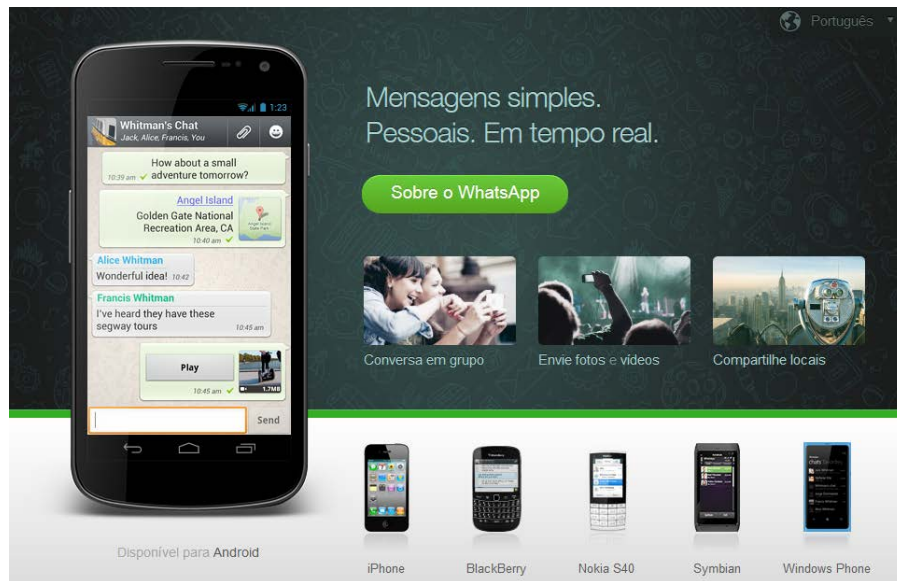 Português
Mensagens simples.
Pessoais. Em tempo real.
Sobre o WhatsApp
1:23
Whitman's Chat
Jack, Alice, Francis, You
How about a small
adventure tomorrow?
10:39 am
Angel Island
Golden Gate National
Recreation Area, CA
10:40 am
Alice Whitman
Wonderful idea! 10:42
Francis Whitman
I've heard they have these
segway tours
10:45 am
Play
1.7MB
10:45 am
Send
Conversa em grupo
Envie fotos e vídeos
Compartilhe locais
Disponível para Android
iPhone
BlackBerry
Nokia S40
Symbian
Windows Phone